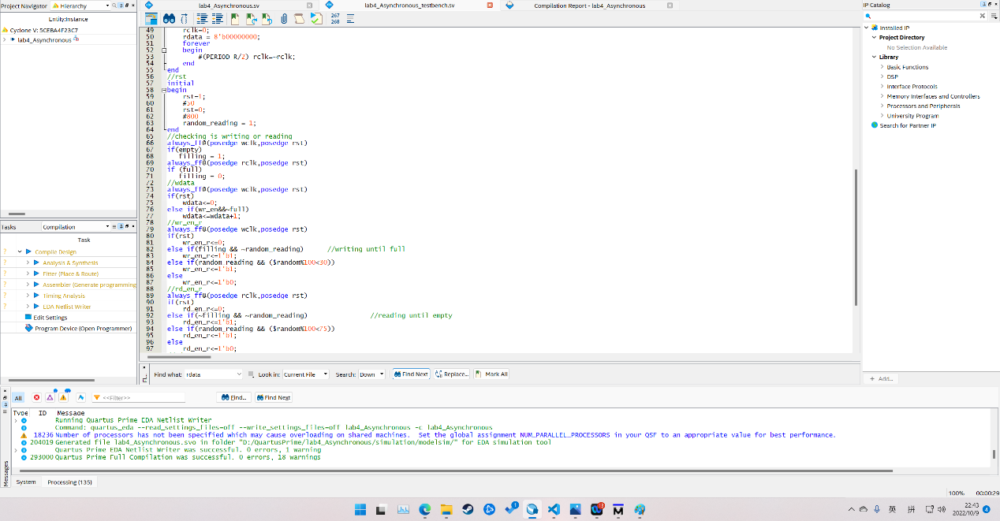 Project Navigator Hierarchy
Entity:Instance
Cyclone V: 5CEBA4F23C7
lab4_Asynchronous
Tasks Compilation
Task
? Compile Design
? Analysis & Synthesis
? Fitter (Place & Route)
? Assembler (Generate programming
? Timing Analysis
? EDA Netlist Writer
Edit Settings
Program Device (Open Programmer)
lab4_Asynchronous.sv
lab4_Asynchronous_testbench.sv
Compilation Report - lab4_Asynchronous
267
268
49 rclk=0;
50 rdata = 8'b00000000;
51 forever
52 begin
53 #(PERIOD_R/2) rclk=~rclk;
54 end
55 end
56 //rst
57 initial
58 begin
59 rst=1;
60 #50
61 rst=0;
62 #800
63 random_reading = 1;
64 end
65 //checking is writing or reading
66 always_ff@(posedge wclk,posedge rst)
67 if(empty)
68 filling = 1;
69 always_ff@(posedge rclk,posedge rst)
70 if (full)
71 filling = 0;
72 //wdata
73 always_ff@(posedge wclk,posedge rst)
74 if(rst)
75 wdata<=0;
76 else if(wr_en&&~full)
77 wdata<=wdata+1;
78 //wr_en_r
79 always_ff@(posedge wclk,posedge rst)
80 if(rst)
81 wr_en_r<=0;
82 else if(filling && ~random_reading) //writing until full
83 wr_en_r<=1'b1;
84 else if(random_reading && ($random%100<30))
85 wr_en_r<=1'b1;
86 else
87 wr_en_r<=1'b0;
88 //rd_en_r
89 always_ff@(posedge rclk,posedge rst)
90 if(rst)
91 rd_en_r<=0;
92 else if(~filling && ~random_reading) //reading until empty
93 rd_en_r<=1'b1;
94 else if(random_reading && ($random%100<75))
95 rd_en_r<=1'b1;
96 else
97 rd_en_r<=1'b0;
Find what: rdata Look in: Current File Search: Down Find Next Replace... Mark All
IP Catalog
Installed IP
Project Directory
No Selection Available
Library
Basic Functions
DSP
Interface Protocols
Memory Interfaces and Controllers
Processors and Peripherals
University Program
Search for Partner IP
+ Add...
All <<Filter>> Find... Find Next
Type ID Message
Running Quartus Prime EDA Netlist Writer
Command: quartus_eda --read_settings_files=off --write_settings_files=off lab4_Asynchronous -c lab4_Asynchronous
18236 Number of processors has not been specified which may cause overloading on shared machines. Set the global assignment NUM_PARALLEL_PROCESSORS in your QSF to an appropriate value for best performance.
204019 Generated file lab4_Asynchronous.svo in folder "D:/QuartusPrime/lab4_Asynchronous/simulation/modelsim/" for EDA simulation tool
Quartus Prime EDA Netlist Writer was successful. 0 errors, 1 warning
293000 Quartus Prime Full Compilation was successful. 0 errors, 18 warnings
Messages
System Processing (135)
100% 00:00:29
1
13
英 拼
22:43
2022/10/9
4